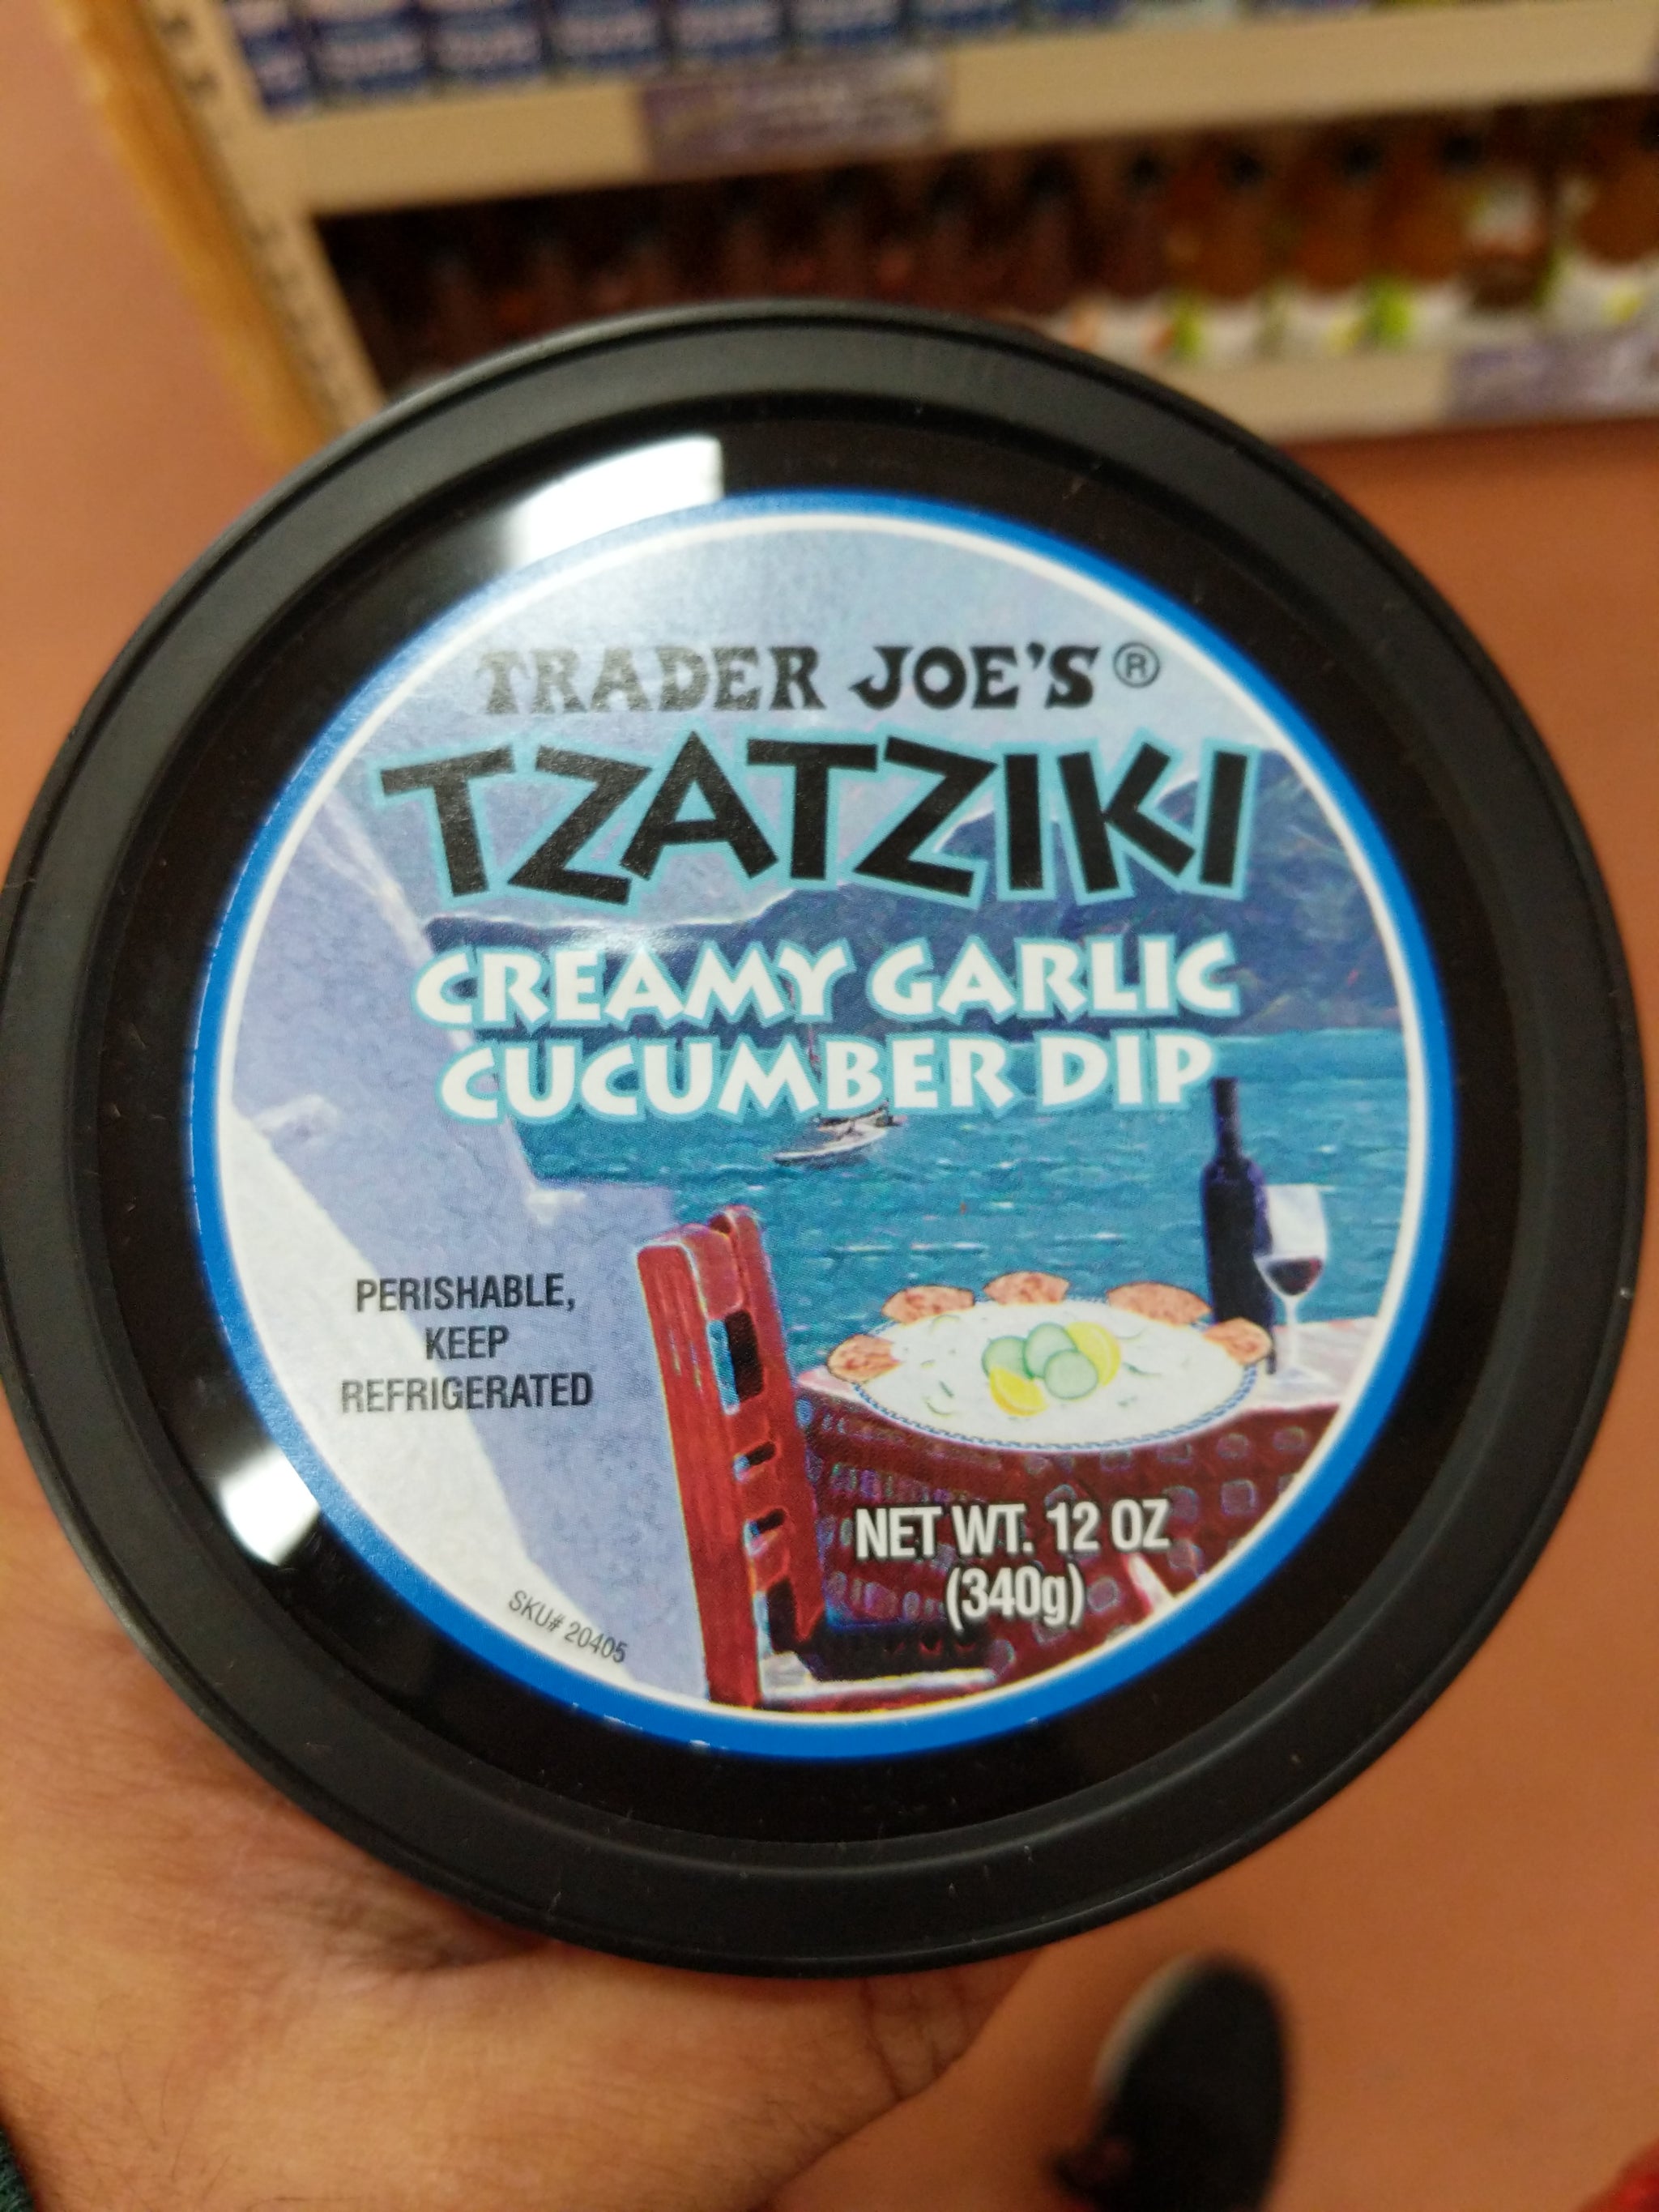 TRADER JOE'S®
TZATZIKI
CREAMY GARLIC
CUCUMBER DIP
PERISHABLE,
KEEP
REFRIGERATED
NET WT. 12 OZ
(340g)
SKU# 20405